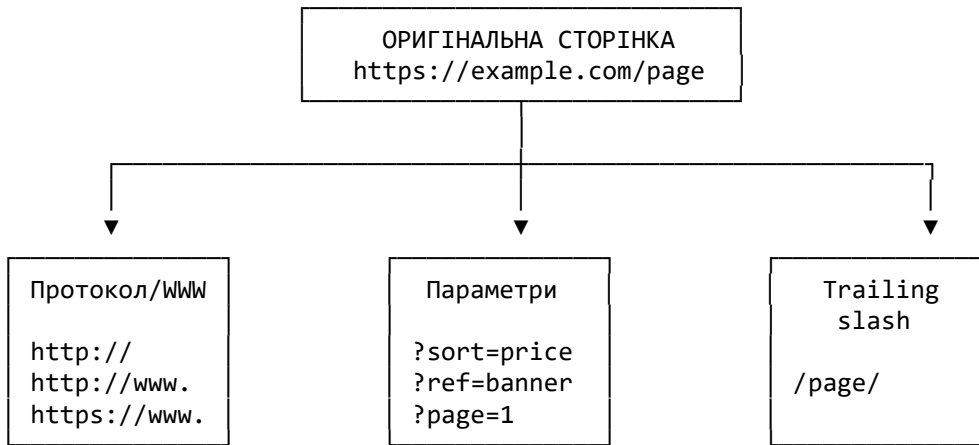 ОРИГІНАЛЬНА СТОРІНКА
https://example.com/page
Протокол/WWW
http://
http://www.
https://www.
Параметри
?sort=price
?ref=banner
?page=1
Trailing
slash
/page/